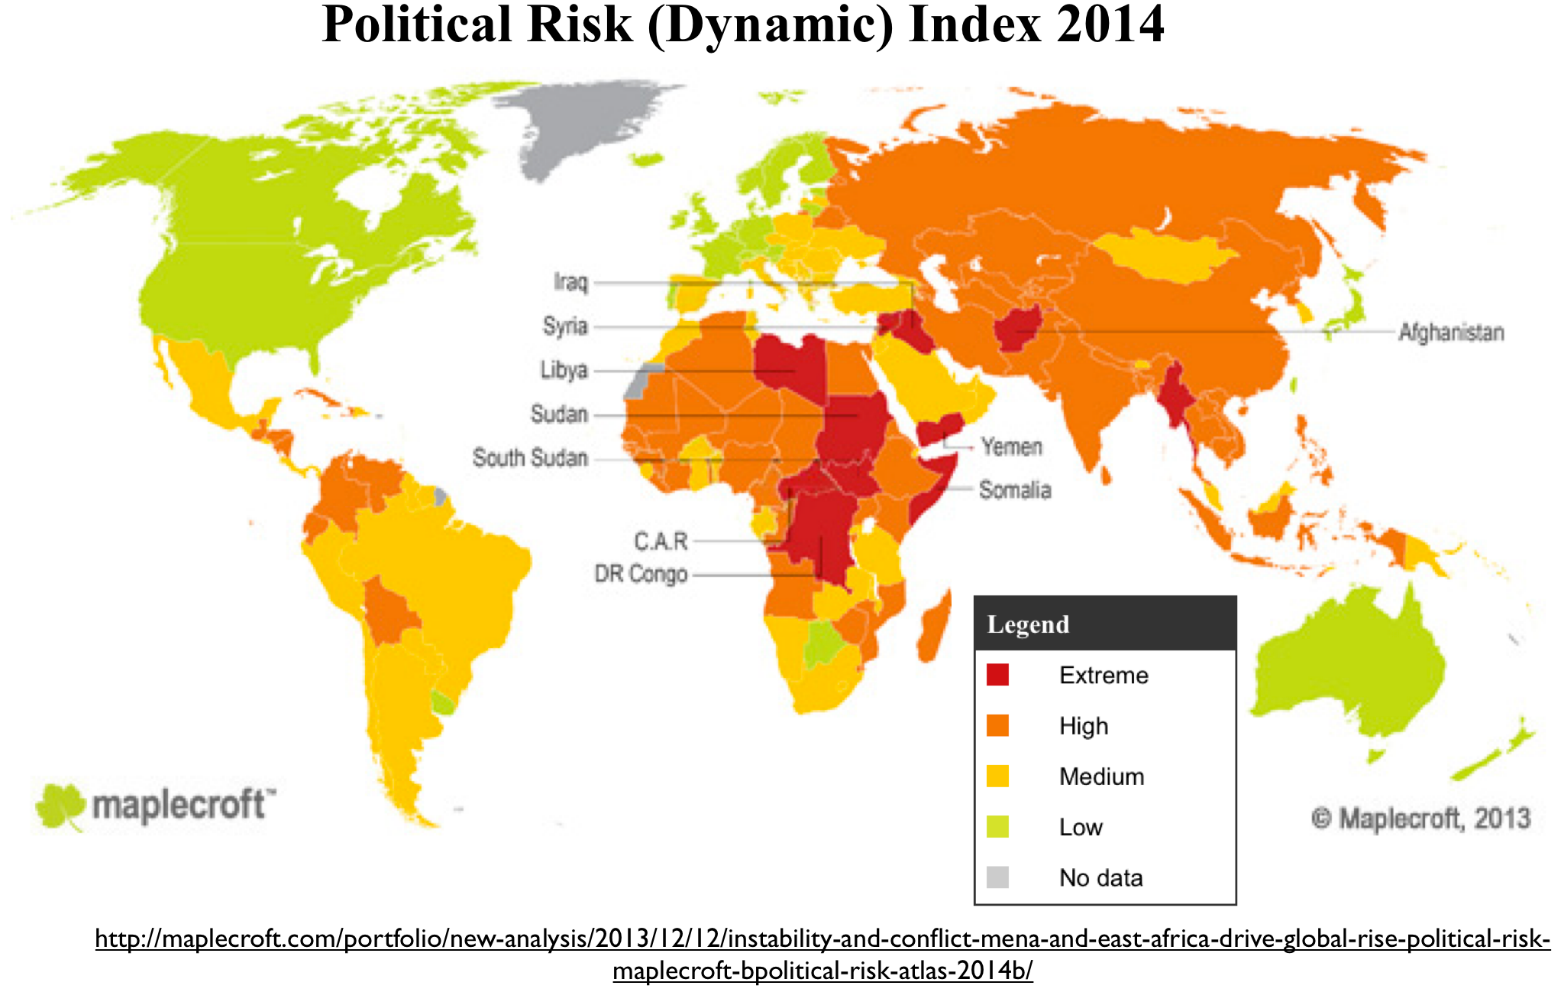 Political Risk (Dynamic) Index 2014
Iraq
Syria
Afghanistan
Libya
Sudan
Yemen
South Sudan
Somalia
C.A.R
DR Congo
Legend
Extreme
High
Medium
Low
No data
maplecroft™
© Maplecroft, 2013
http://maplecroft.com/portfolio/new-analysis/2013/12/12/instability-and-conflict-mena-and-east-africa-drive-global-rise-political-risk-
maplecroft-bpolitical-risk-atlas-2014b/